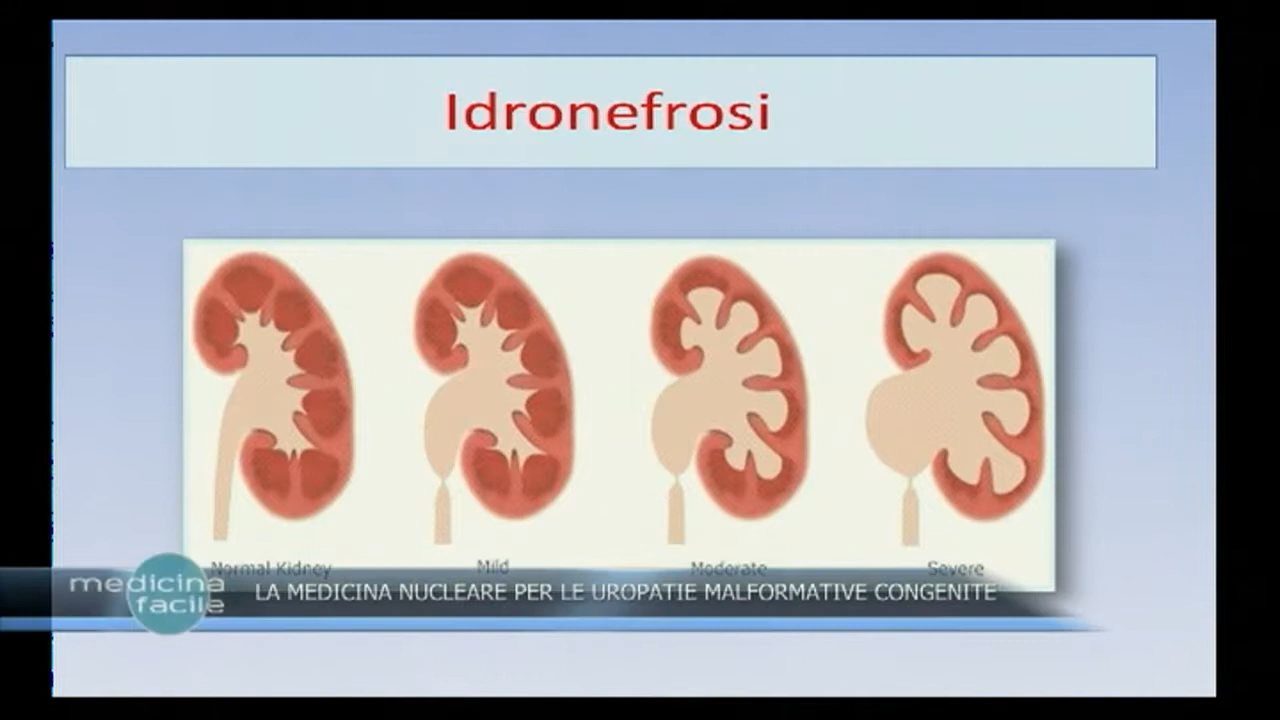 Idronefrosi
Normal Kidney
Mild
Moderate
Severe
medicina
facile
LA MEDICINA NUCLEARE PER LE UROPATIE MALFORMATIVE CONGENITE